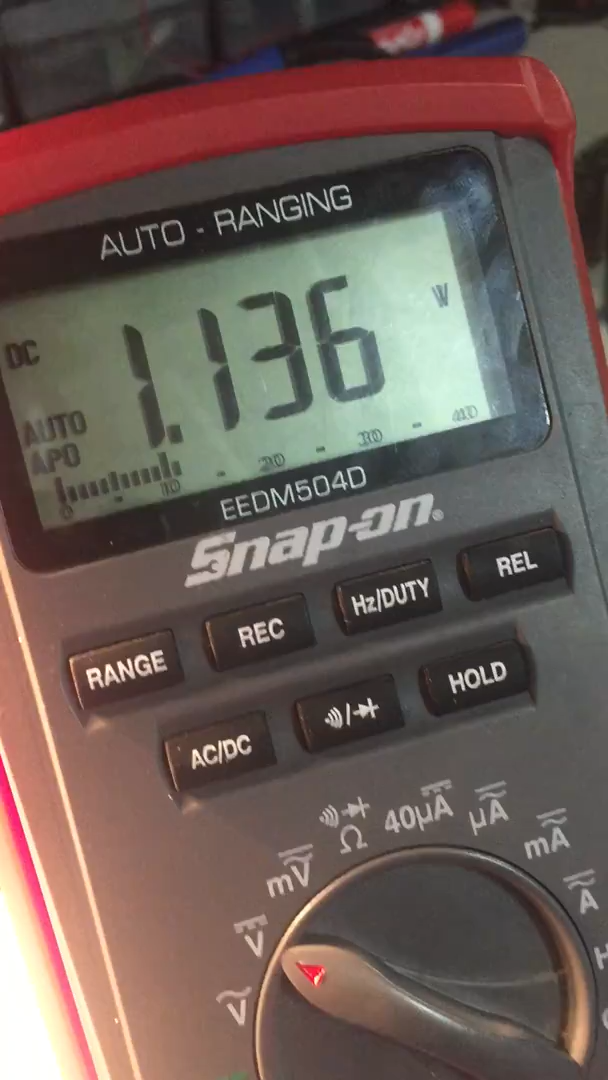 AUTO - RANGING
DC
1.136 V
AUTO
APO
0 10 20 30 40
EEDM504D
Snap-on®
RANGE REC Hz/DUTY REL
AC/DC HOLD
Ω 40μA μA mA
mV A
V
V